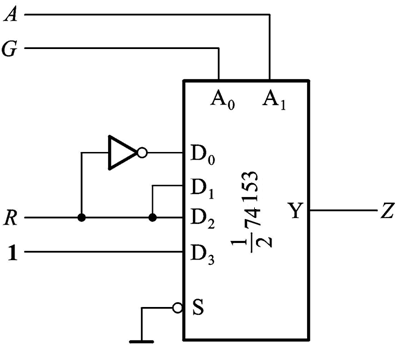 A
G
A₀ A₁
D₀
D₁
R D₂
1 D₃
S
½ 74153
Y Z